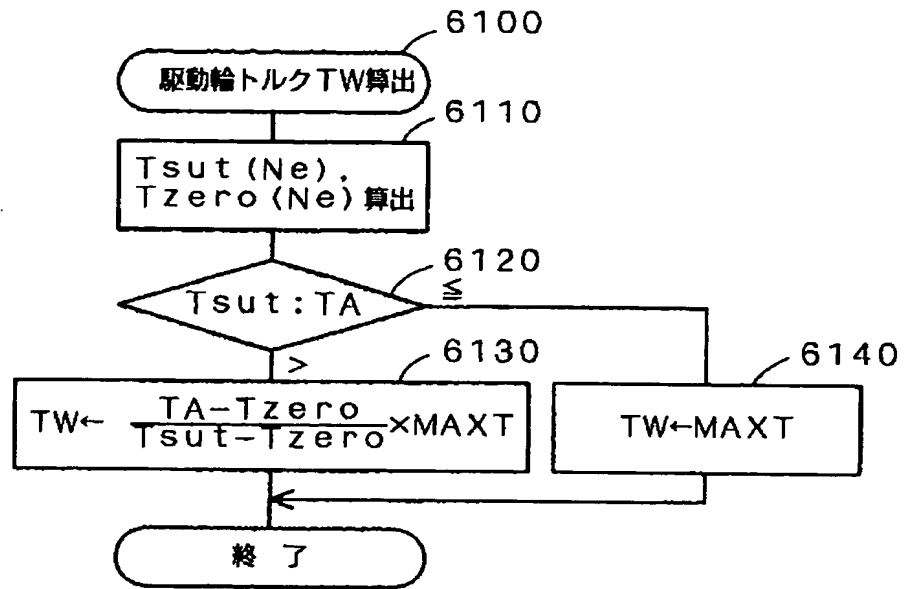 6100
駆動輪トルクTW算出
6110
Tsut(Ne),
Tzero(Ne)算出
6120
Tsut:TA
≦
>
6130
TW← TA-Tzero
Tsut-Tzero ×MAXT
6140
TW←MAXT
終 了